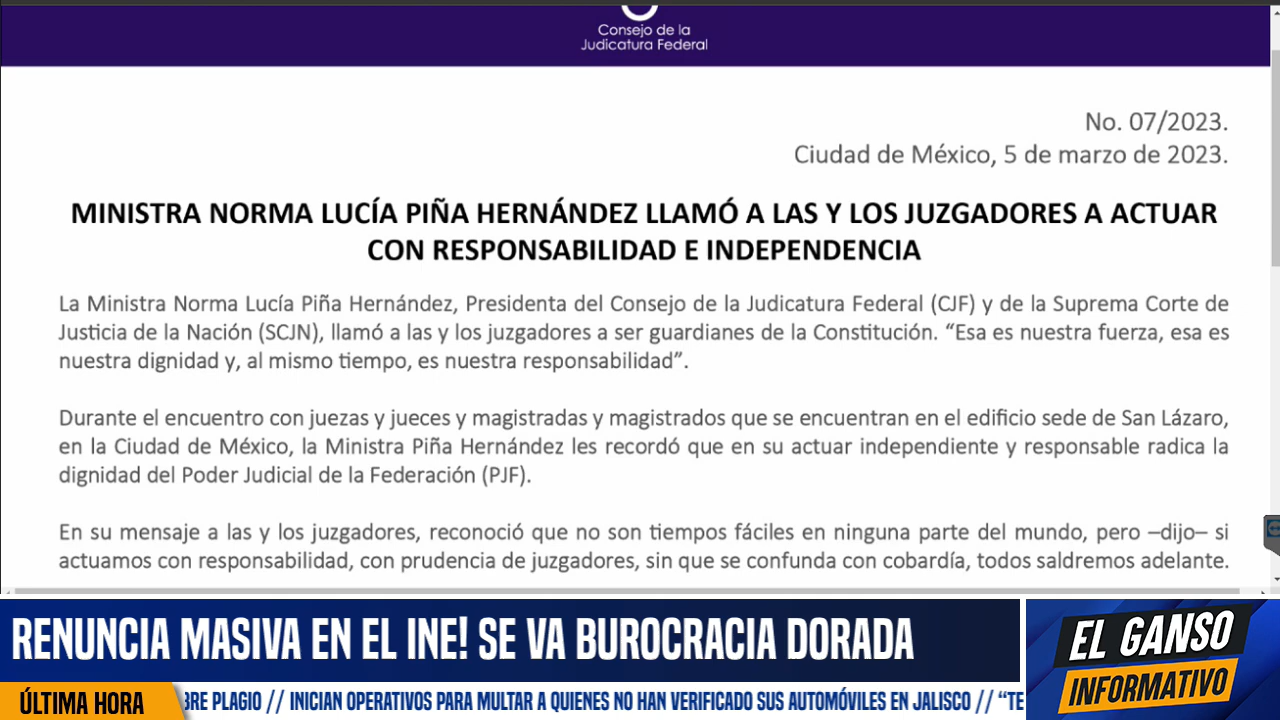 Consejo de la
Judicatura Federal
No. 07/2023.
Ciudad de México, 5 de marzo de 2023.
MINISTRA NORMA LUCÍA PIÑA HERNÁNDEZ LLAMÓ A LAS Y LOS JUZGADORES A ACTUAR
CON RESPONSABILIDAD E INDEPENDENCIA
La Ministra Norma Lucía Piña Hernández, Presidenta del Consejo de la Judicatura Federal (CJF) y de la Suprema Corte de
Justicia de la Nación (SCJN), llamó a las y los juzgadores a ser guardianes de la Constitución. “Esa es nuestra fuerza, esa es
nuestra dignidad y, al mismo tiempo, es nuestra responsabilidad”.
Durante el encuentro con juezas y jueces y magistradas y magistrados que se encuentran en el edificio sede de San Lázaro,
en la Ciudad de México, la Ministra Piña Hernández les recordó que en su actuar independiente y responsable radica la
dignidad del Poder Judicial de la Federación (PJF).
En su mensaje a las y los juzgadores, reconoció que no son tiempos fáciles en ninguna parte del mundo, pero –dijo– si
actuamos con responsabilidad, con prudencia de juzgadores, sin que se confunda con cobardía, todos saldremos adelante.
RENUNCIA MASIVA EN EL INE! SE VA BUROCRACIA DORADA
EL GANSO
INFORMATIVO
ÚLTIMA HORA
BRE PLAGIO // INICIAN OPERATIVOS PARA MULTAR A QUIENES NO HAN VERIFICADO SUS AUTOMÓVILES EN JALISCO // “TE